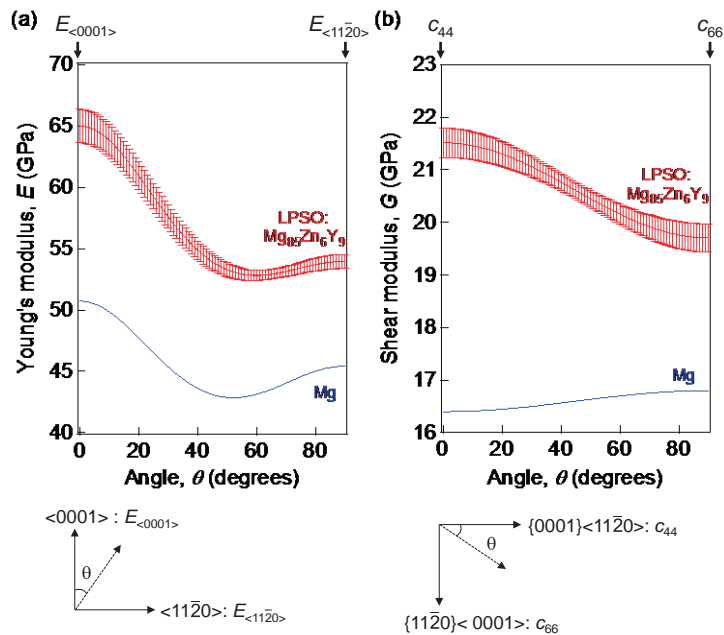 (a)
E<0001>
E<112̄0>
70
65
60
55
50
45
40
Young's modulus, E (GPa)
LPSO:
Mg85Zn6Y9
Mg
0 20 40 60 80
Angle, θ (degrees)
<0001> : E<0001>
θ
<112̄0> : E<112̄0>
(b)
c44
c66
23
22
21
20
19
18
17
16
Shear modulus, G (GPa)
LPSO:
Mg85Zn6Y9
Mg
0 20 40 60 80
Angle, θ (degrees)
{0001}<112̄0>: c44
θ
{112̄0}< 0001>: c66